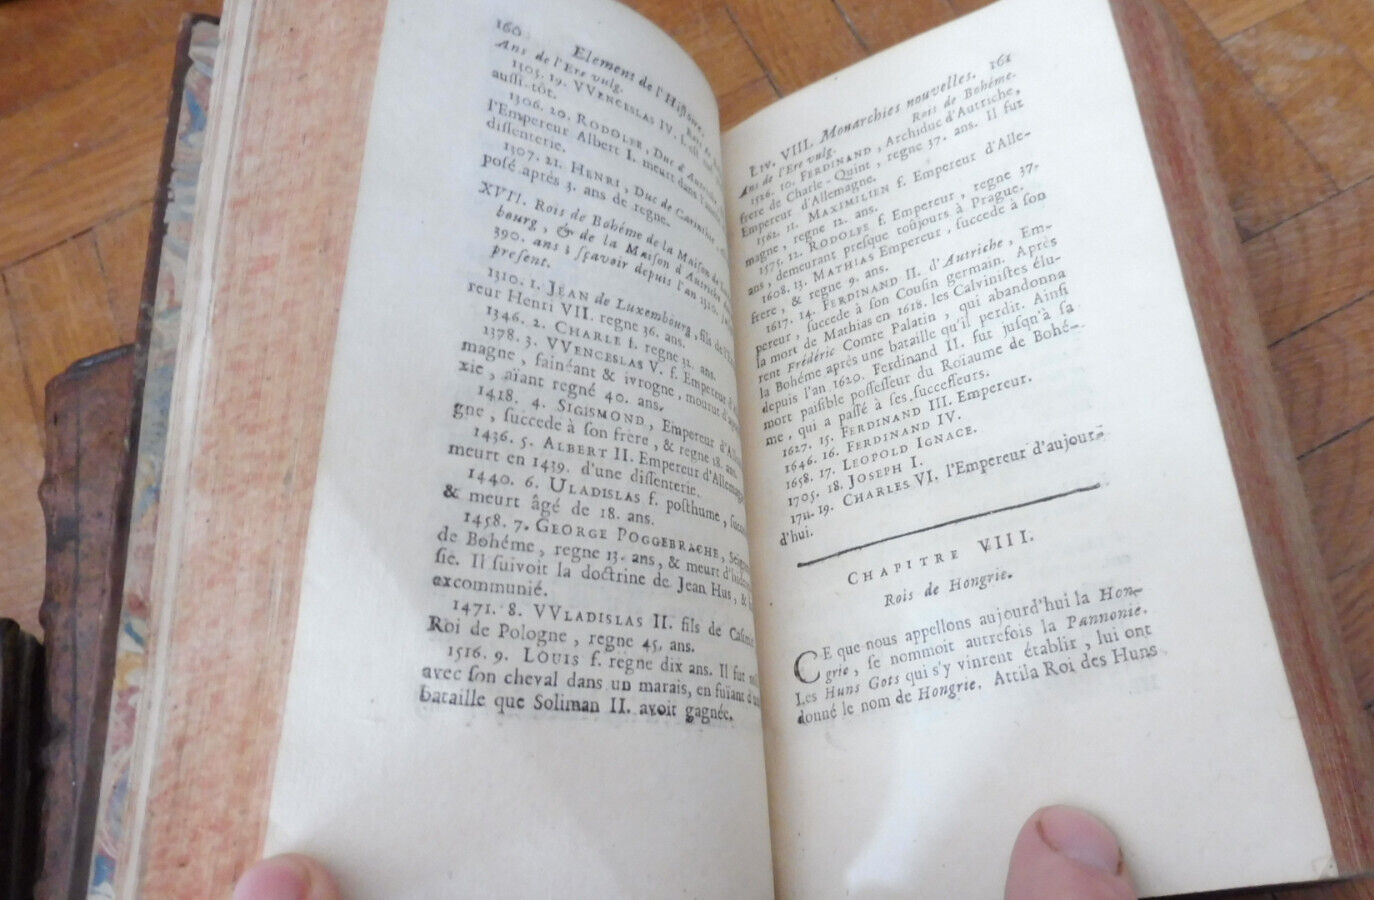 160 Element de l'Histoire.
Ans de l'Ere vulg.
1305. 19. VVENCESLAS IV.
aussi-tôt.
1306. 20. RODOLFE, Duc d'Autriche
l'Empereur Albert I. meurt dans
dissenterie.
1307. 21. HENRI, Duc de
posé après 3. ans de regne.
XVII. Rois de Bohéme de la Maison de
bourg, & de la Maison d'Autriche
390. ans; sçavoir depuis l'an 1310.
present.
1310. 1. JEAN de Luxembourg, fils de
reur Henri VII. regne 36. ans.
1346. 2. CHARLE f. regne 32. ans.
1378. 3. VVENCESLAS V. f. Empereur
magne, fainéant & ivrogne, mourut
xie, aïant regné 40. ans.
1418. 4. SIGISMOND, Empereur
gne, succede à son frère, & regne 18. ans.
1436. 5. ALBERT II. Empereur d'Allemagne
meurt en 1439. d'une dissenterie.
1440. 6. ULADISLAS f. posthume,
& meurt âgé de 18. ans.
1458. 7. GEORGE POGGEBRACHE,
de Bohéme, regne 13. ans, & meurt
sie. Il suivoit la doctrine de Jean Hus, &
excommunié.
1471. 8. VVLADISLAS II. fils de
Roi de Pologne, regne 45. ans.
1516. 9. LOUIS f. regne dix ans. Il fut
avec son cheval dans un marais, en fuïant
bataille que Soliman II. avoit gagnée.
Liv. VIII. Monarchies nouvelles. 161
Ans de l'Ere vulg. Rois de Bohéme.
1526. 10. FERDINAND, Archiduc d'Autriche,
frere de Charle-Quint, regne 37. ans. Il fut
Empereur d'Allemagne.
1562. 11. MAXIMILIEN f. Empereur d'Alle-
magne, regne 12. ans.
1575. 12. RODOLFE f. Empereur, regne 37.
ans, demeurant presque toûjours à Prague.
1608. 13. MATHIAS Empereur, succede à son
frere, & regne 9. ans.
1617. 14. FERDINAND II. d'Autriche, Em-
pereur, succede à son Cousin germain. Après
la mort de Mathias en 1618. les Calvinistes élu-
rent Fréderic Comte Palatin, qui abandonna
la Bohéme après une bataille qu'il perdit. Ainsi
depuis l'an 1620. Ferdinand II. fut jusqu'à sa
mort paisible possesseur du Roïaume de Bohé-
me, qui a passé à ses successeurs.
1627. 15. FERDINAND III. Empereur.
1646. 16. FERDINAND IV.
1658. 17. LEOPOLD IGNACE.
1705. 18. JOSEPH I.
1711. 19. CHARLES VI. l'Empereur d'aujour-
d'hui.
CHAPITRE VIII.
Rois de Hongrie.
CE que nous appellons aujourd'hui la Hon-
grie, se nommoit autrefois la Pannonie.
Les Huns Gots qui s'y vinrent établir, lui ont
donné le nom de Hongrie. Attila Roi des Huns